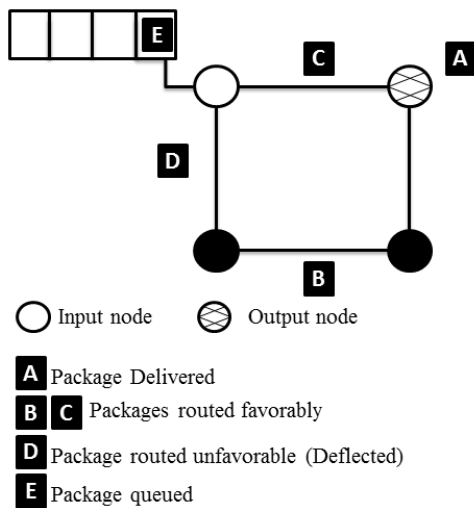 E
C
A
D
B
Input node
Output node
A Package Delivered
B C Packages routed favorably
D Package routed unfavorable (Deflected)
E Package queued